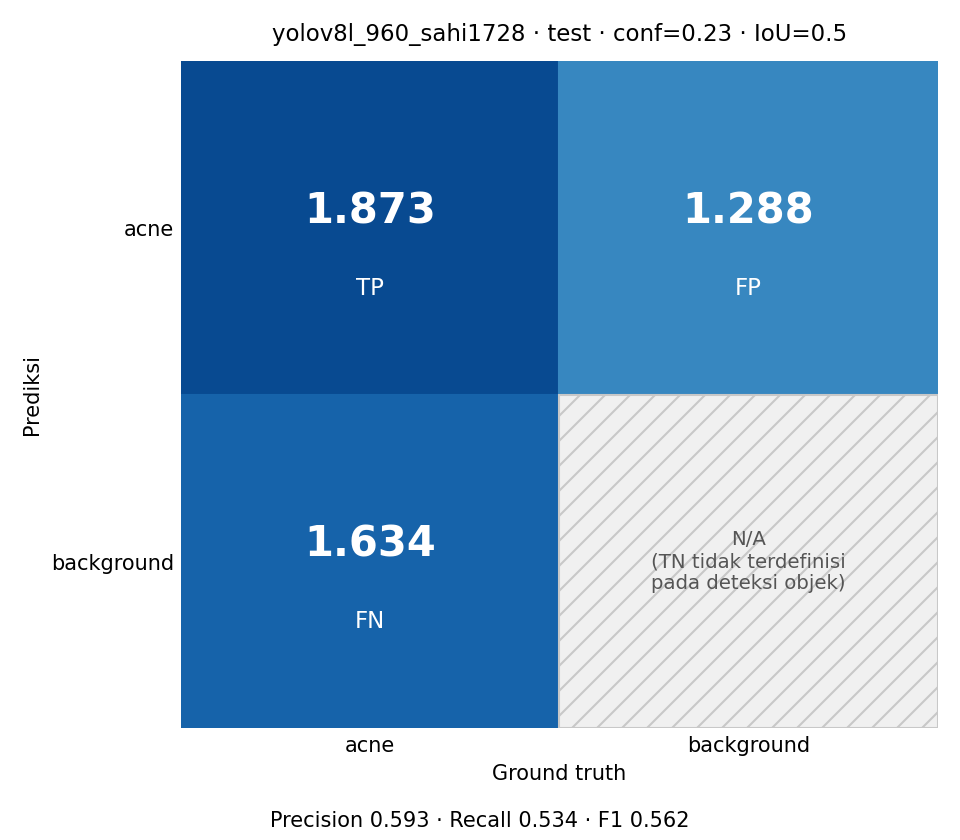 yolov8l_960_sahi1728 · test · conf=0.23 · IoU=0.5
acne
1.873
TP
1.288
FP
Prediksi
background
1.634
FN
N/A
(TN tidak terdefinisi
pada deteksi objek)
acne
background
Ground truth
Precision 0.593 · Recall 0.534 · F1 0.562